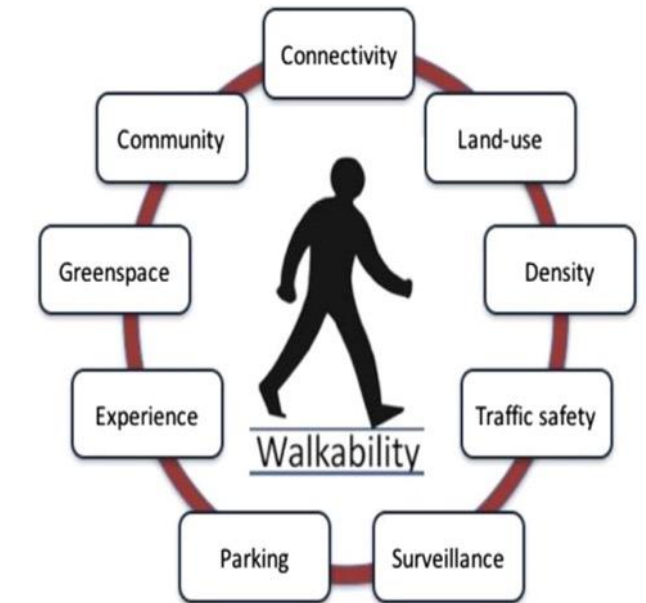 Connectivity
Community
Land-use
Greenspace
Density
Experience
Traffic safety
Walkability
Parking
Surveillance